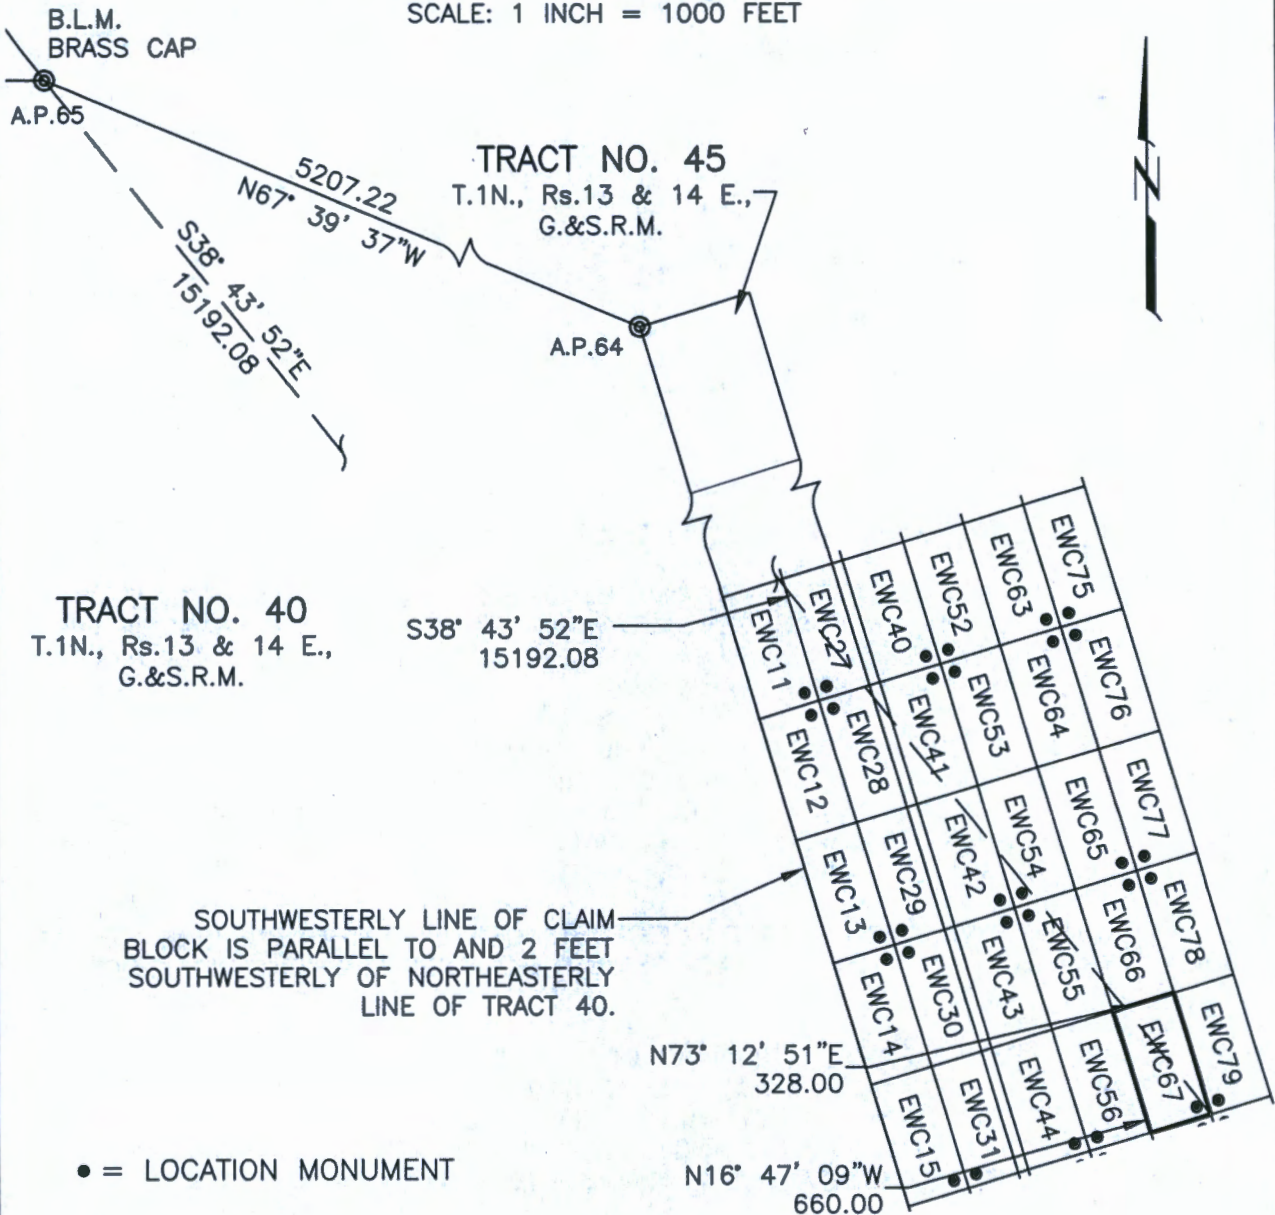 SCALE: 1 INCH = 1000 FEET
B.L.M.
BRASS CAP
A.P.65
5207.22
N67° 39' 37"W
S38° 43' 52"E
15192.08
TRACT NO. 45
T.1N., Rs.13 & 14 E.,
G.&S.R.M.
N
A.P.64
TRACT NO. 40
T.1N., Rs.13 & 14 E.,
G.&S.R.M.
S38° 43' 52"E
15192.08
EWC11
EWC27
EWC40
EWC52
EWC63
EWC75
EWC12
EWC28
EWC41
EWC53
EWC64
EWC76
EWC13
EWC29
EWC42
EWC54
EWC65
EWC77
EWC14
EWC30
EWC43
EWC55
EWC66
EWC78
EWC15
EWC31
EWC44
EWC56
EWC67
EWC79
SOUTHWESTERLY LINE OF CLAIM
BLOCK IS PARALLEL TO AND 2 FEET
SOUTHWESTERLY OF NORTHEASTERLY
LINE OF TRACT 40.
N73° 12' 51"E
328.00
N16° 47' 09"W
660.00
● = LOCATION MONUMENT